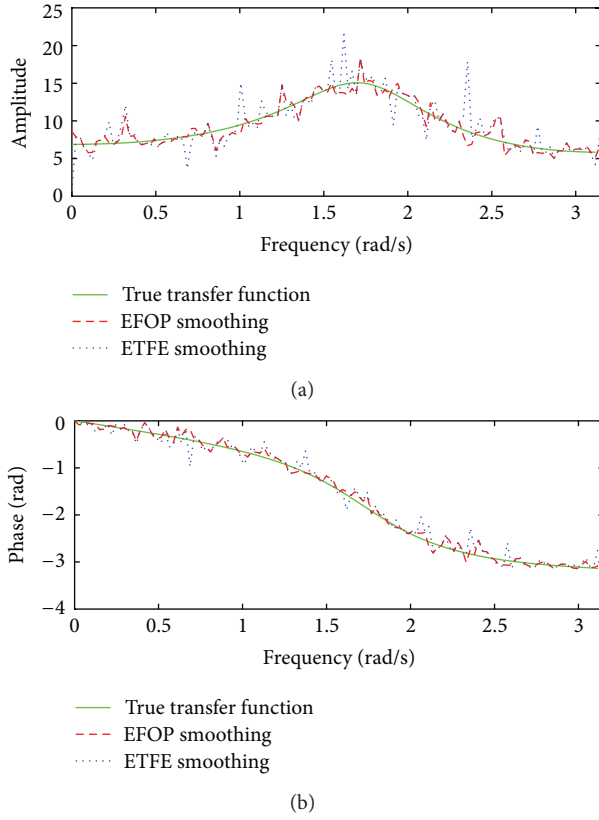 25
20
15
10
5
0
Amplitude
0 0.5 1 1.5 2 2.5 3
Frequency (rad/s)
True transfer function
EFOP smoothing
ETFE smoothing
(a)
0
−1
−2
−3
−4
Phase (rad)
0 0.5 1 1.5 2 2.5 3
Frequency (rad/s)
True transfer function
EFOP smoothing
ETFE smoothing
(b)